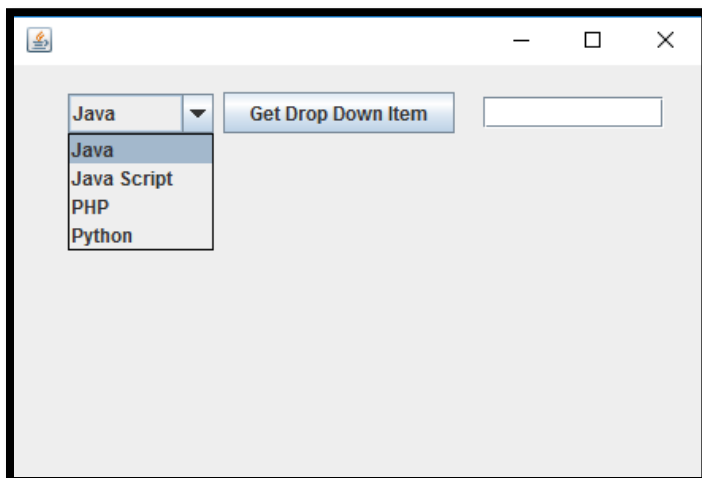 Java
Get Drop Down Item
Java
Java Script
PHP
Python